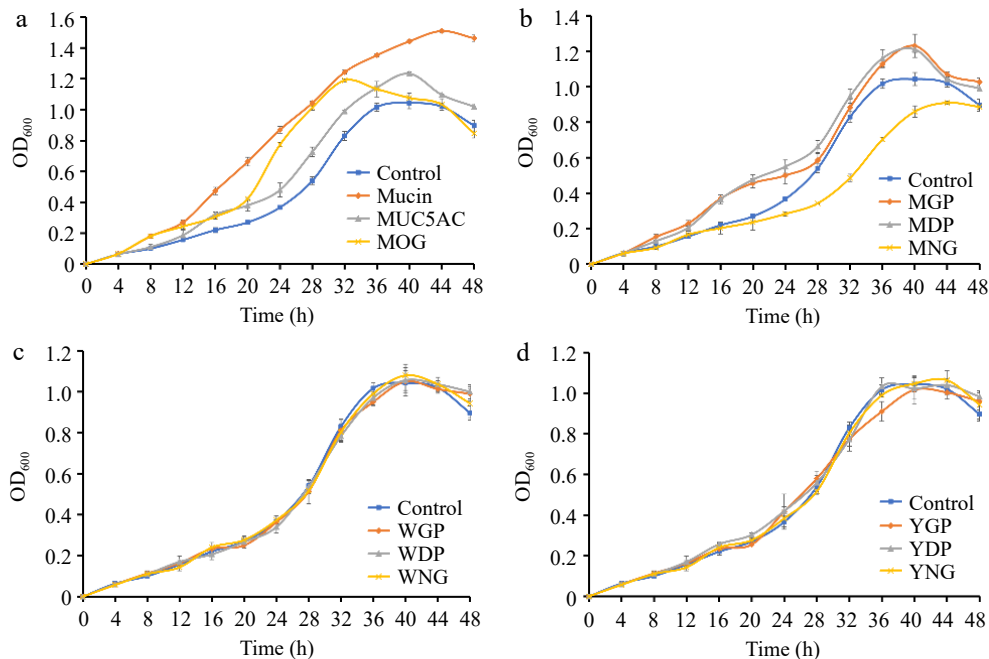 a
1.6
1.4
1.2
1.0
0.8
0.6
0.4
0.2
0
OD600
Control
Mucin
MUC5AC
MOG
0 4 8 12 16 20 24 28 32 36 40 44 48
Time (h)
b
1.4
1.2
1.0
0.8
0.6
0.4
0.2
0
OD600
Control
MGP
MDP
MNG
0 4 8 12 16 20 24 28 32 36 40 44 48
Time (h)
c
1.2
1.0
0.8
0.6
0.4
0.2
0
OD600
Control
WGP
WDP
WNG
0 4 8 12 16 20 24 28 32 36 40 44 48
Time (h)
d
1.2
1.0
0.8
0.6
0.4
0.2
0
OD600
Control
YGP
YDP
YNG
0 4 8 12 16 20 24 28 32 36 40 44 48
Time (h)